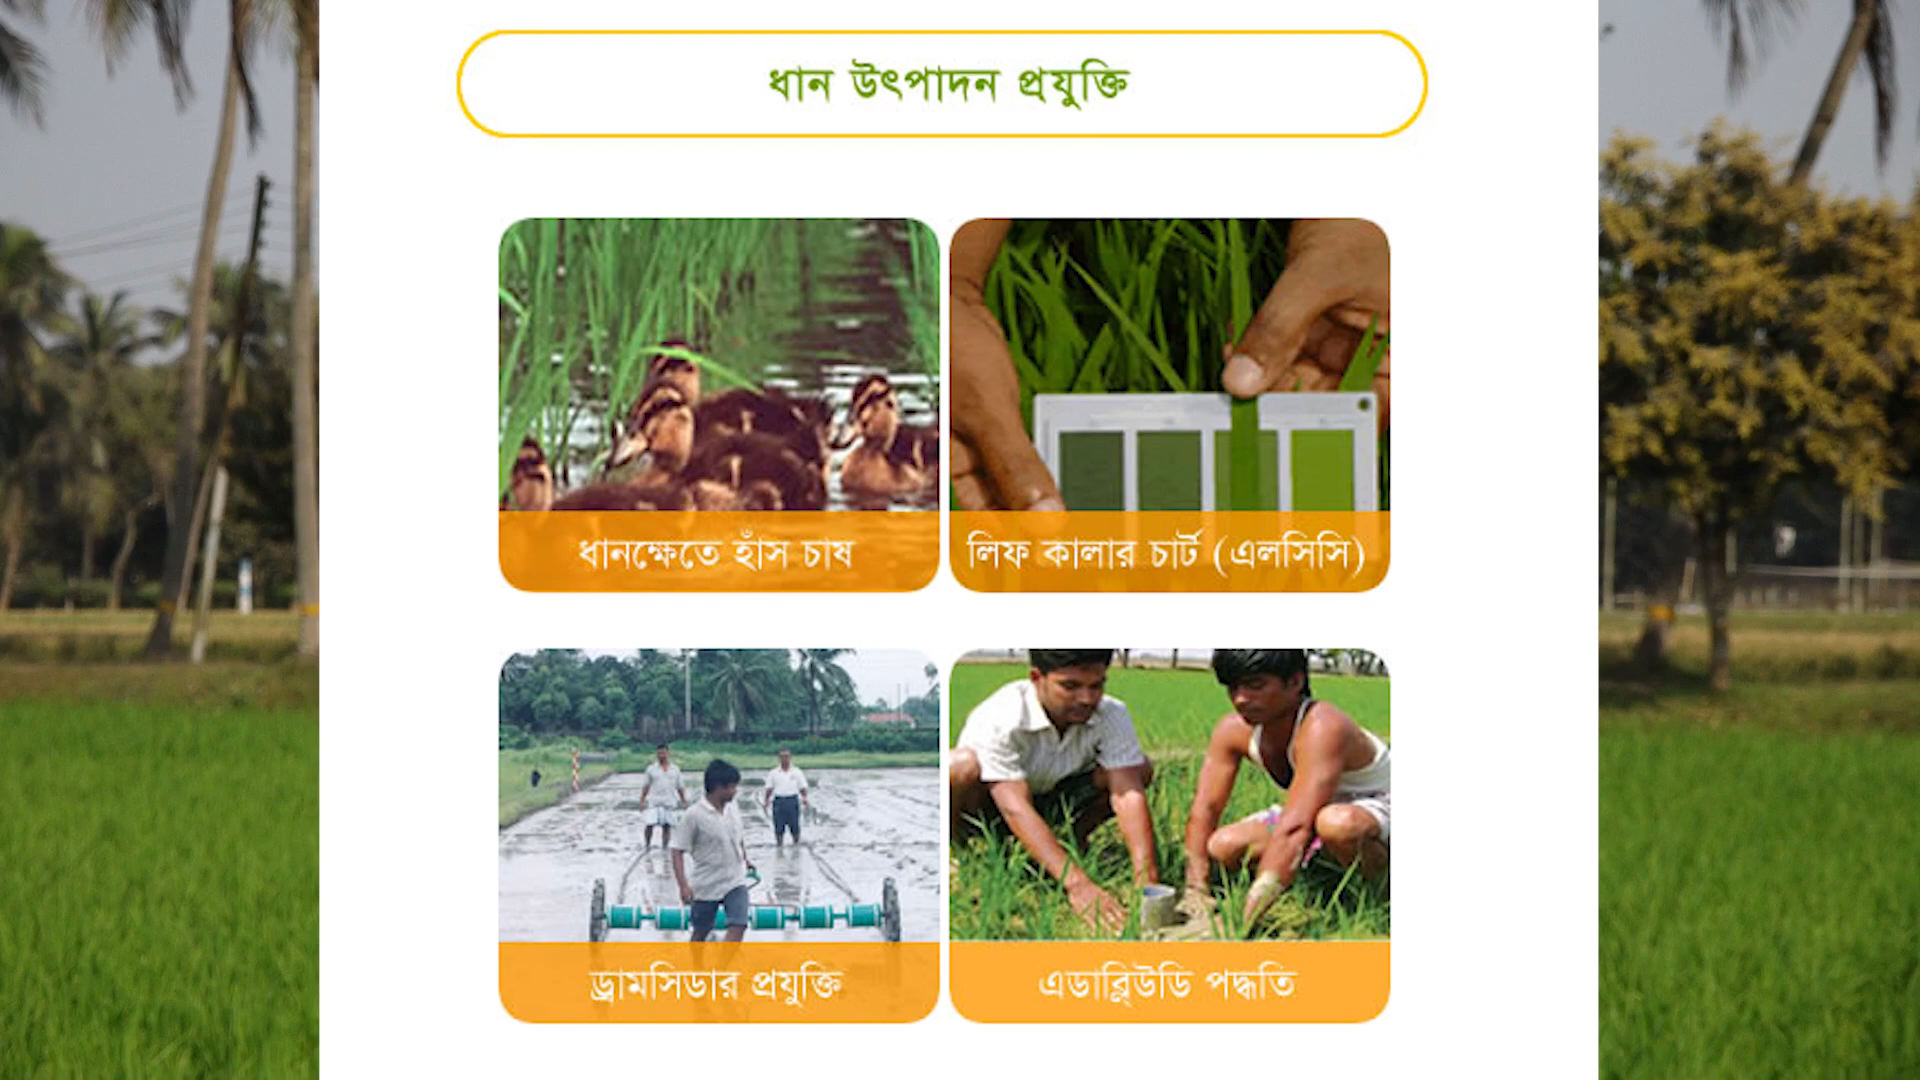 ধান উৎপাদন প্রযুক্তি
ধানক্ষেতে হাঁস চাষ
লিফ কালার চার্ট (এলসিসি)
ড্রামসিডার প্রযুক্তি
এডাব্লিউডি পদ্ধতি